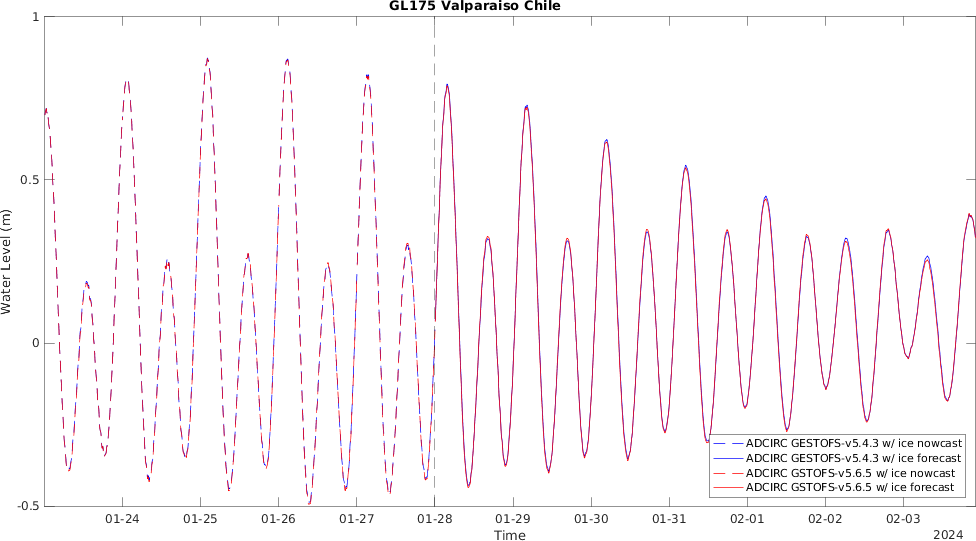 GL175 Valparaiso Chile
Water Level (m)
1
0.5
0
-0.5
ADCIRC GESTOFS-v5.4.3 w/ ice nowcast
ADCIRC GESTOFS-v5.4.3 w/ ice forecast
ADCIRC GSTOFS-v5.6.5 w/ ice nowcast
ADCIRC GSTOFS-v5.6.5 w/ ice forecast
01-24 01-25 01-26 01-27 01-28 01-29 01-30 01-31 02-01 02-02 02-03
Time
2024